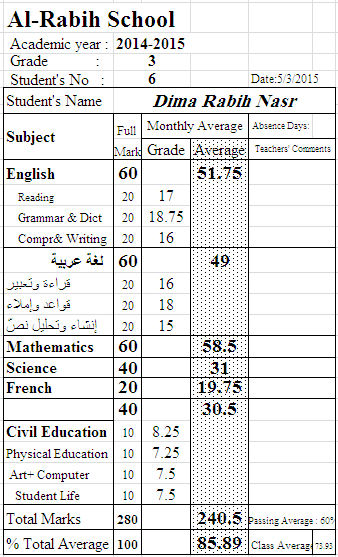 Al-Rabih School
Academic year : 2014-2015
Grade : 3
Student's No : 6 Date:5/3/2015
Student's Name Dima Rabih Nasr
Subject Full Mark Monthly Average Absence Days:
Grade Average Teachers' Comments
English 60 51.75
Reading 20 17
Grammar & Dict 20 18.75
Compr& Writing 20 16
لغة عربية 60 49
قراءة وتعبير 20 16
قواعد وإملاء 20 18
إنشاء وتحليل نصّ 20 15
Mathematics 60 58.5
Science 40 31
French 20 19.75
40 30.5
Civil Education 10 8.25
Physical Education 10 7.25
Art+ Computer 10 7.5
Student Life 10 7.5
Total Marks 280 240.5 Passing Average : 60%
% Total Average 100 85.89 Class Average 73.93